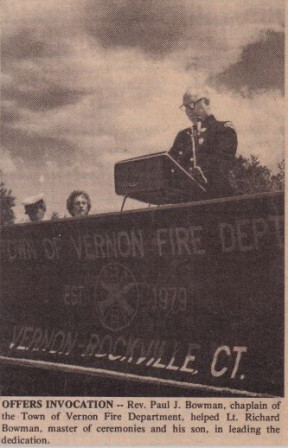 TOWN OF VERNON FIRE DEPT
EST 1979
VERNON-ROCKVILLE, CT.
OFFERS INVOCATION -- Rev. Paul J. Bowman, chaplain of
the Town of Vernon Fire Department, helped Lt. Richard
Bowman, master of ceremonies and his son, in leading the
dedication.